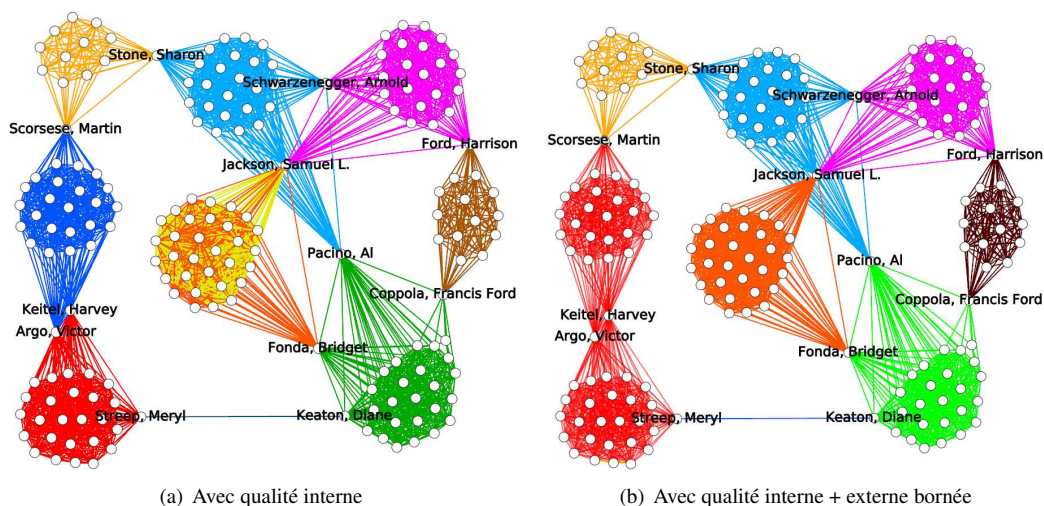 Stone, Sharon
Schwarzenegger, Arnold
Scorsese, Martin
Ford, Harrison
Jackson, Samuel L.
Pacino, Al
Coppola, Francis Ford
Keitel, Harvey
Argo, Victor
Fonda, Bridget
Streep, Meryl
Keaton, Diane
(a) Avec qualité interne
Stone, Sharon
Schwarzenegger, Arnold
Scorsese, Martin
Ford, Harrison
Jackson, Samuel L.
Pacino, Al
Coppola, Francis Ford
Keitel, Harvey
Argo, Victor
Fonda, Bridget
Streep, Meryl
Keaton, Diane
(b) Avec qualité interne + externe bornée